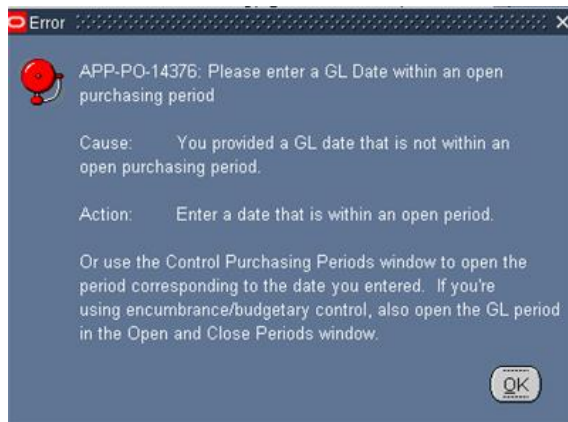 Error
APP-PO-14376: Please enter a GL Date within an open
purchasing period
Cause: You provided a GL date that is not within an
open purchasing period.
Action: Enter a date that is within an open period.
Or use the Control Purchasing Periods window to open the
period corresponding to the date you entered. If you're
using encumbrance/budgetary control, also open the GL period
in the Open and Close Periods window.
OK